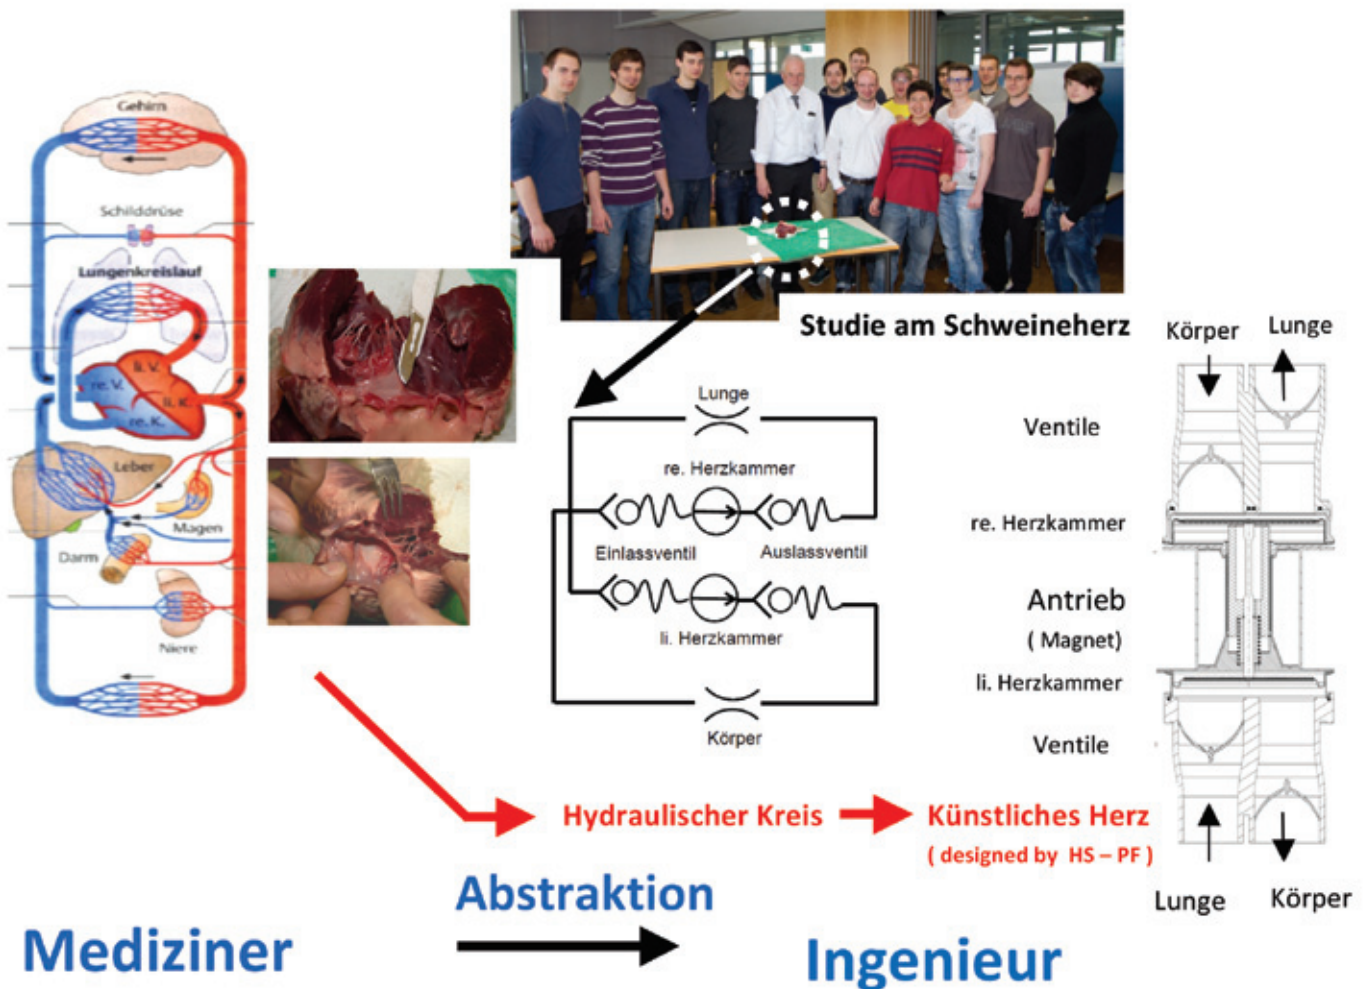 Gehirn
Schilddrüse
Lungenkreislauf
li. V.
re. V.
li. K.
re. K.
Leber
Magen
Darm
Niere
Studie am Schweineherz
Lunge
re. Herzkammer
Einlassventil
Auslassventil
li. Herzkammer
Körper
Körper
Lunge
Ventile
re. Herzkammer
Antrieb
( Magnet)
li. Herzkammer
Ventile
Lunge
Körper
Hydraulischer Kreis
Künstliches Herz
( designed by HS – PF )
Abstraktion
Mediziner
Ingenieur